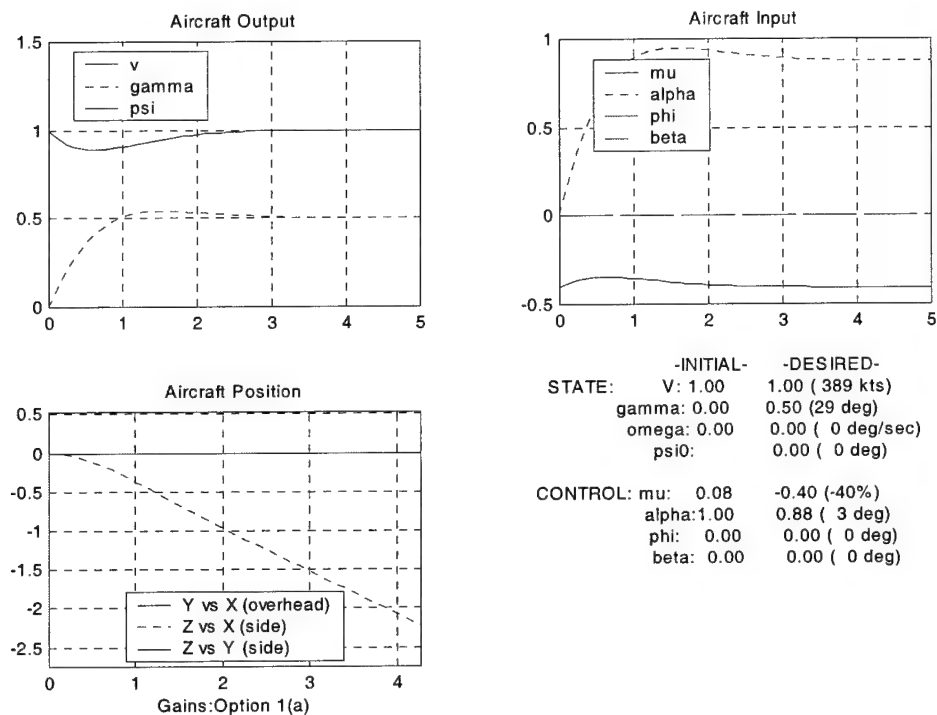 Aircraft Output
1.5
1
0.5
0
v
gamma
psi
0 1 2 3 4 5
Aircraft Input
1
0.5
0
-0.5
mu
alpha
phi
beta
0 1 2 3 4 5
Aircraft Position
0.5
0
-0.5
-1
-1.5
-2
-2.5
Y vs X (overhead)
Z vs X (side)
Z vs Y (side)
0 1 2 3 4
Gains:Option 1(a)
-INITIAL- -DESIRED-
STATE: V: 1.00 1.00 ( 389 kts)
gamma: 0.00 0.50 (29 deg)
omega: 0.00 0.00 ( 0 deg/sec)
psi0: 0.00 ( 0 deg)
CONTROL: mu: 0.08 -0.40 (-40%)
alpha:1.00 0.88 ( 3 deg)
phi: 0.00 0.00 ( 0 deg)
beta: 0.00 0.00 ( 0 deg)